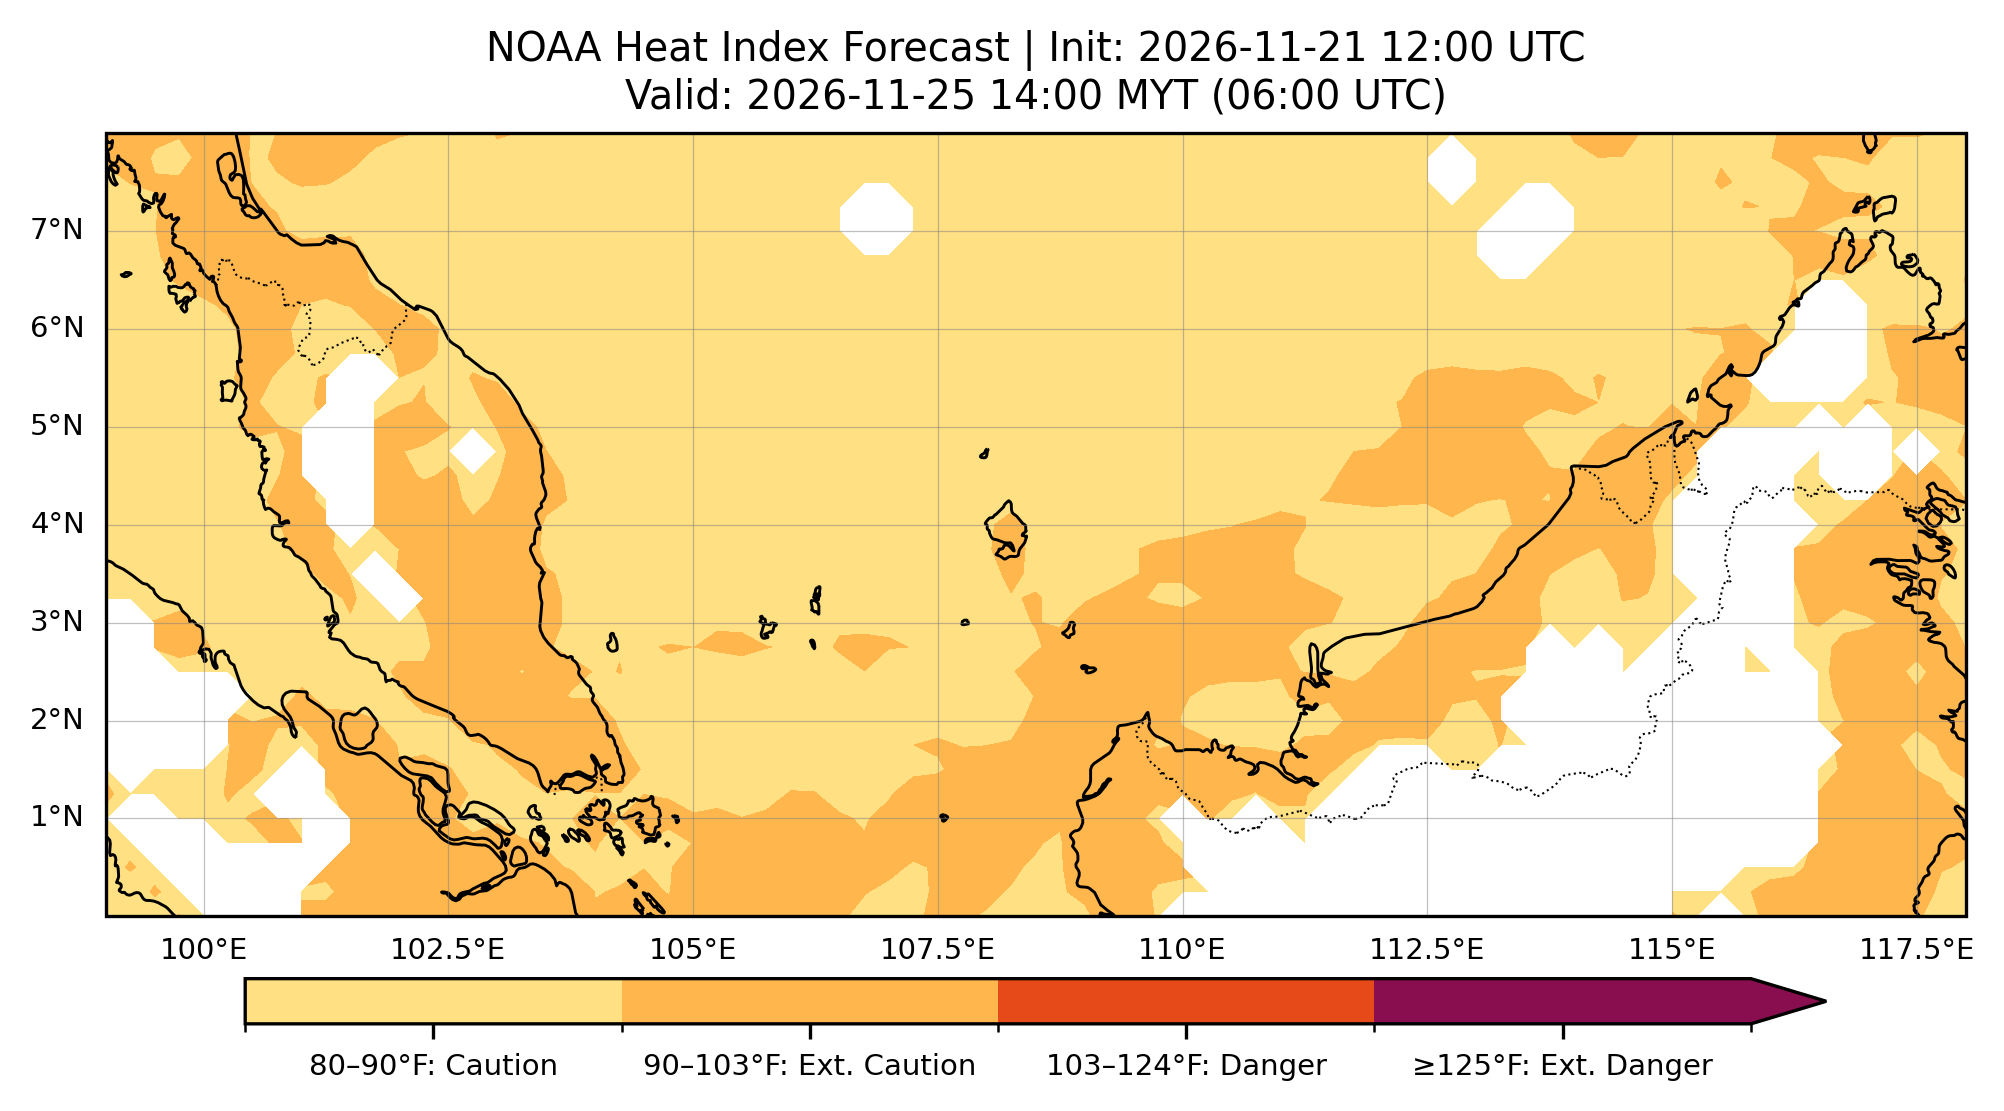 NOAA Heat Index Forecast | Init: 2026-11-21 12:00 UTC
Valid: 2026-11-25 14:00 MYT (06:00 UTC)
7°N
6°N
5°N
4°N
3°N
2°N
1°N
100°E 102.5°E 105°E 107.5°E 110°E 112.5°E 115°E 117.5°E
80–90°F: Caution 90–103°F: Ext. Caution 103–124°F: Danger ≥125°F: Ext. Danger